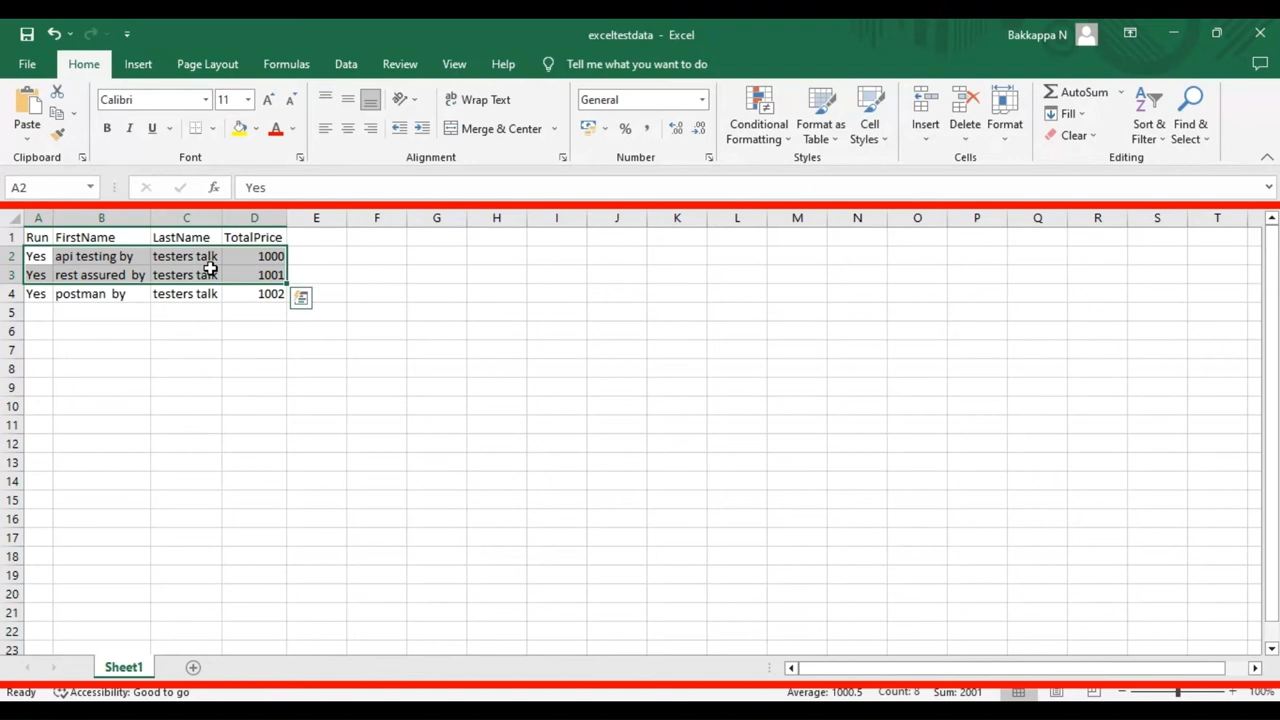 exceltestdata - Excel
Bakkappa N
File Home Insert Page Layout Formulas Data Review View Help Tell me what you want to do
Paste
Clipboard
Calibri 11
B I U
Font
ab Wrap Text
Merge & Center
Alignment
General
% ,
Number
Conditional Formatting
Format as Table
Cell Styles
Styles
Insert Delete Format
Cells
AutoSum
Fill
Clear
Sort & Filter
Find & Select
Editing
A2 fx Yes
A B C D E F G H I J K L M N O P Q R S T
1 Run FirstName LastName TotalPrice
2 Yes api testing by testers talk 1000
3 Yes rest assured by testers talk 1001
4 Yes postman by testers talk 1002
5
6
7
8
9
10
11
12
13
14
15
16
17
18
19
20
21
22
23
Sheet1
Ready Accessibility: Good to go Average: 1000.5 Count: 8 Sum: 2001 100%